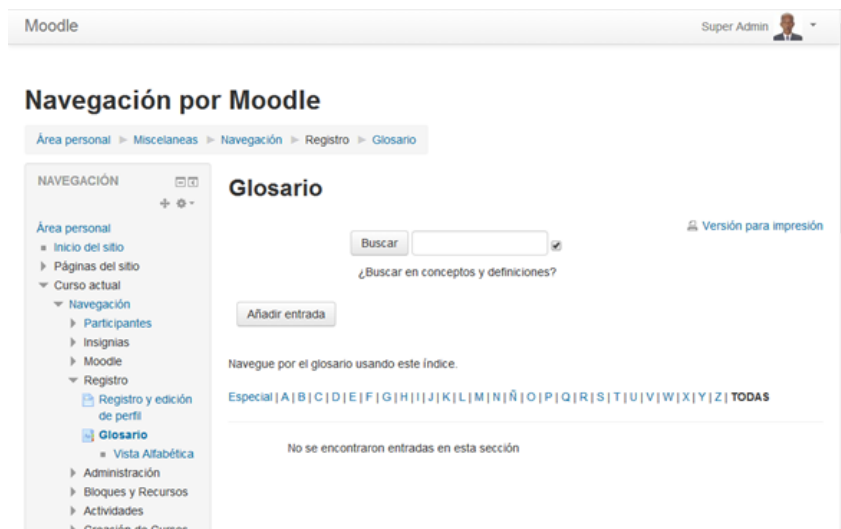 Moodle
Super Admin
Navegación por Moodle
Área personal Miscelaneas Navegación Registro Glosario
NAVEGACIÓN
Área personal
Inicio del sitio
Páginas del sitio
Curso actual
Navegación
Participantes
Insignias
Moodle
Registro
Registro y edición
de perfil
Glosario
Vista Alfabética
Administración
Bloques y Recursos
Actividades
Creación de Cursos
Glosario
Versión para impresión
Buscar
¿Buscar en conceptos y definiciones?
Añadir entrada
Navegue por el glosario usando este índice.
Especial | A | B | C | D | E | F | G | H | I | J | K | L | M | N | Ñ | O | P | Q | R | S | T | U | V | W | X | Y | Z | TODAS
No se encontraron entradas en esta sección